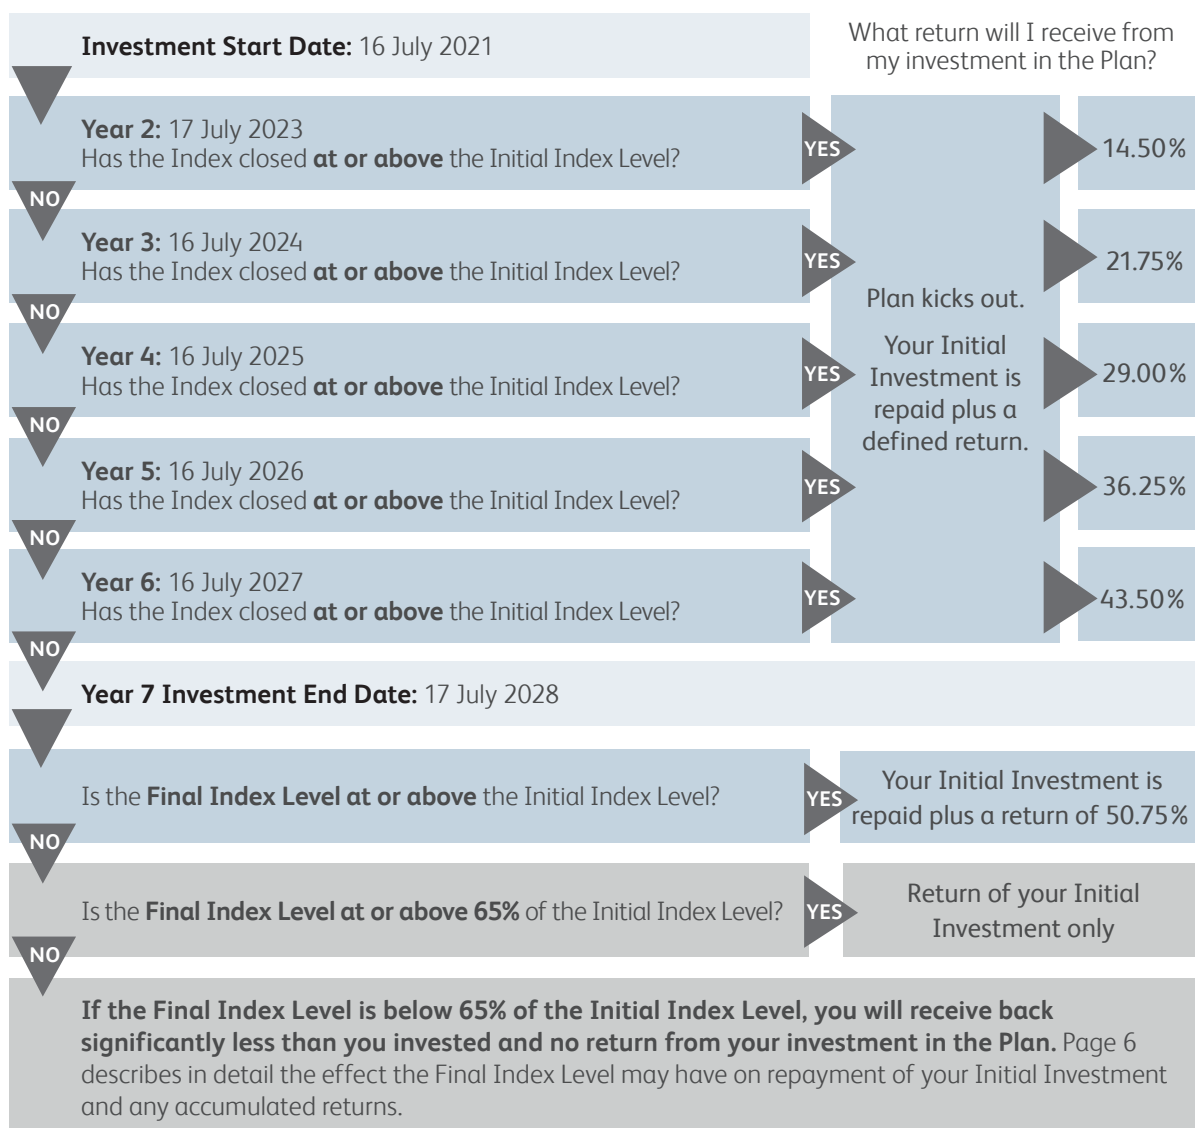 Investment Start Date: 16 July 2021
What return will I receive from
my investment in the Plan?
Year 2: 17 July 2023
Has the Index closed at or above the Initial Index Level?
YES
14.50%
NO
Year 3: 16 July 2024
Has the Index closed at or above the Initial Index Level?
YES
21.75%
NO
Plan kicks out.
Your Initial
Investment is
repaid plus a
defined return.
Year 4: 16 July 2025
Has the Index closed at or above the Initial Index Level?
YES
29.00%
NO
Year 5: 16 July 2026
Has the Index closed at or above the Initial Index Level?
YES
36.25%
NO
Year 6: 16 July 2027
Has the Index closed at or above the Initial Index Level?
YES
43.50%
NO
Year 7 Investment End Date: 17 July 2028
Is the Final Index Level at or above the Initial Index Level?
YES
Your Initial Investment is
repaid plus a return of 50.75%
NO
Is the Final Index Level at or above 65% of the Initial Index Level?
YES
Return of your Initial
Investment only
NO
If the Final Index Level is below 65% of the Initial Index Level, you will receive back
significantly less than you invested and no return from your investment in the Plan. Page 6
describes in detail the effect the Final Index Level may have on repayment of your Initial Investment
and any accumulated returns.